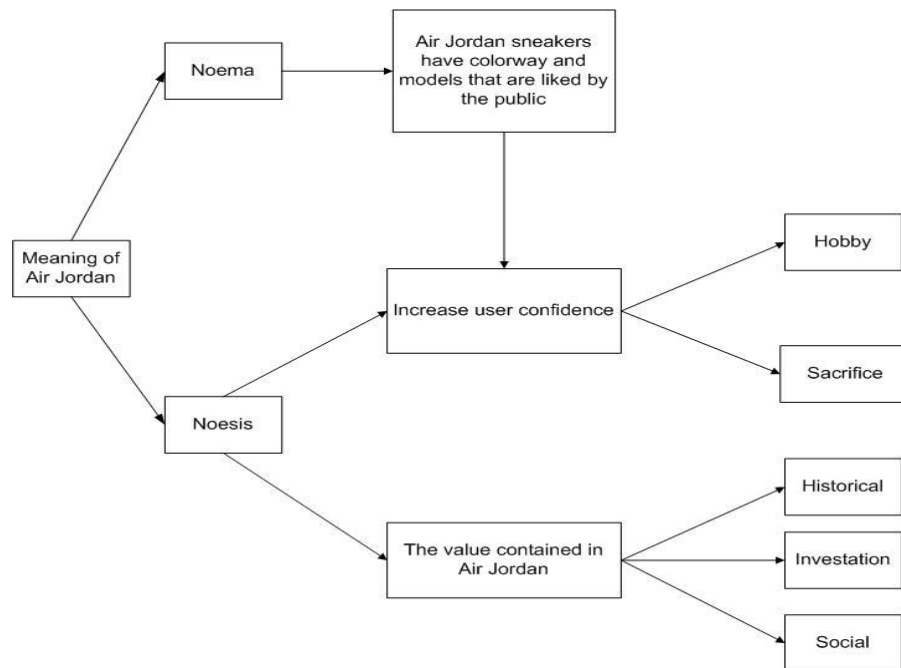 Noema
Air Jordan sneakers
have colorway and
models that are liked by
the public
Meaning of
Air Jordan
Hobby
Increase user confidence
Sacrifice
Noesis
Historical
The value contained in
Air Jordan
Investation
Social